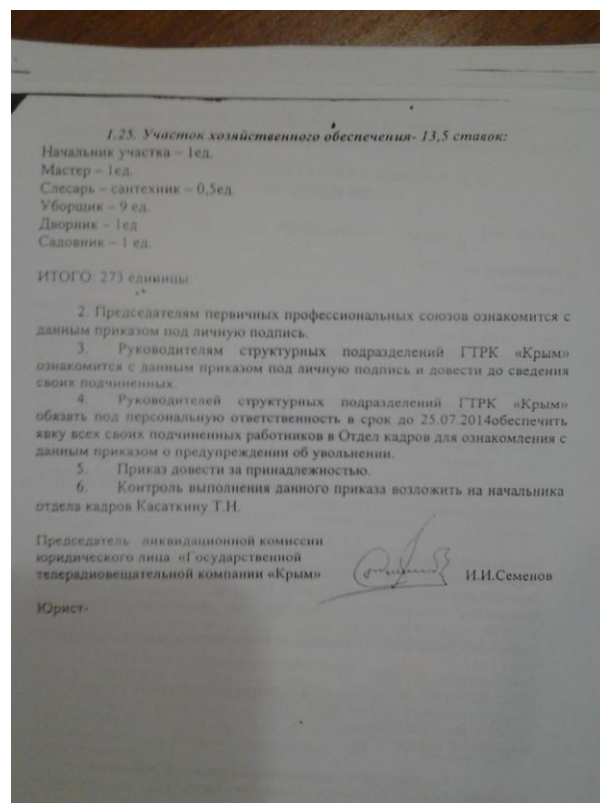 1.25. Участок хозяйственного обеспечения- 13,5 ставок:
Начальник участка – 1ед.
Мастер – 1ед.
Слесарь – сантехник – 0,5ед.
Уборщик – 9 ед.
Дворник – 1ед
Садовник – 1 ед.
ИТОГО: 273 единицы
2. Председателям первичных профессиональных союзов ознакомится с
данным приказом под личную подпись.
3. Руководителям структурных подразделений ГТРК «Крым»
ознакомится с данным приказом под личную подпись и довести до сведения
своих подчиненных.
4. Руководителей структурных подразделений ГТРК «Крым»
обязать под персональную ответственность в срок до 25.07.2014обеспечить
явку всех своих подчиненных работников в Отдел кадров для ознакомления с
данным приказом о предупреждении об увольнении.
5. Приказ довести за принадлежностью.
6. Контроль выполнения данного приказа возложить на начальника
отдела кадров Касаткину Т.Н.
Председатель ликвидационной комиссии
юридического лица «Государственной
телерадиовещательной компании «Крым» И.И.Семенов
Юрист-